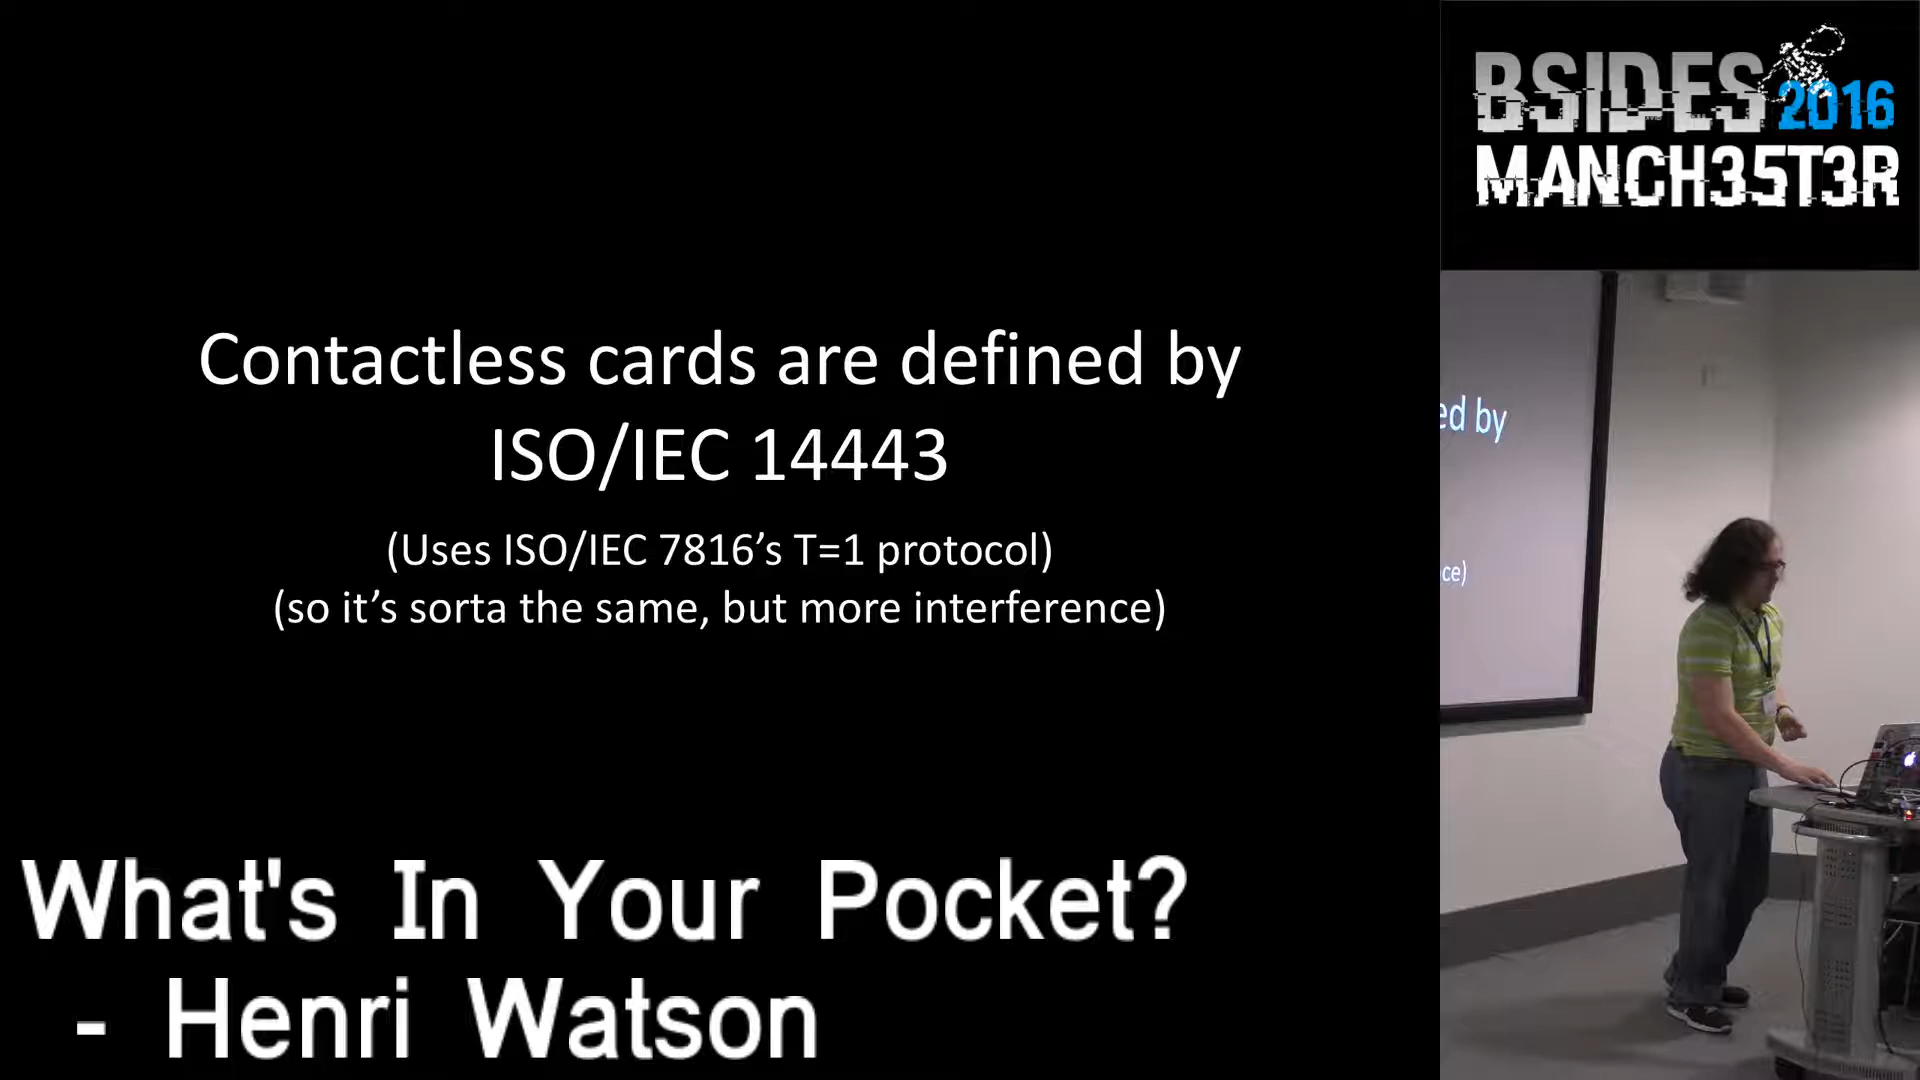 Contactless cards are defined by
ISO/IEC 14443
(Uses ISO/IEC 7816’s T=1 protocol)
(so it’s sorta the same, but more interference)
What's In Your Pocket?
- Henri Watson
BSIDES 2016
MANCH35T3R
ed by
ce)